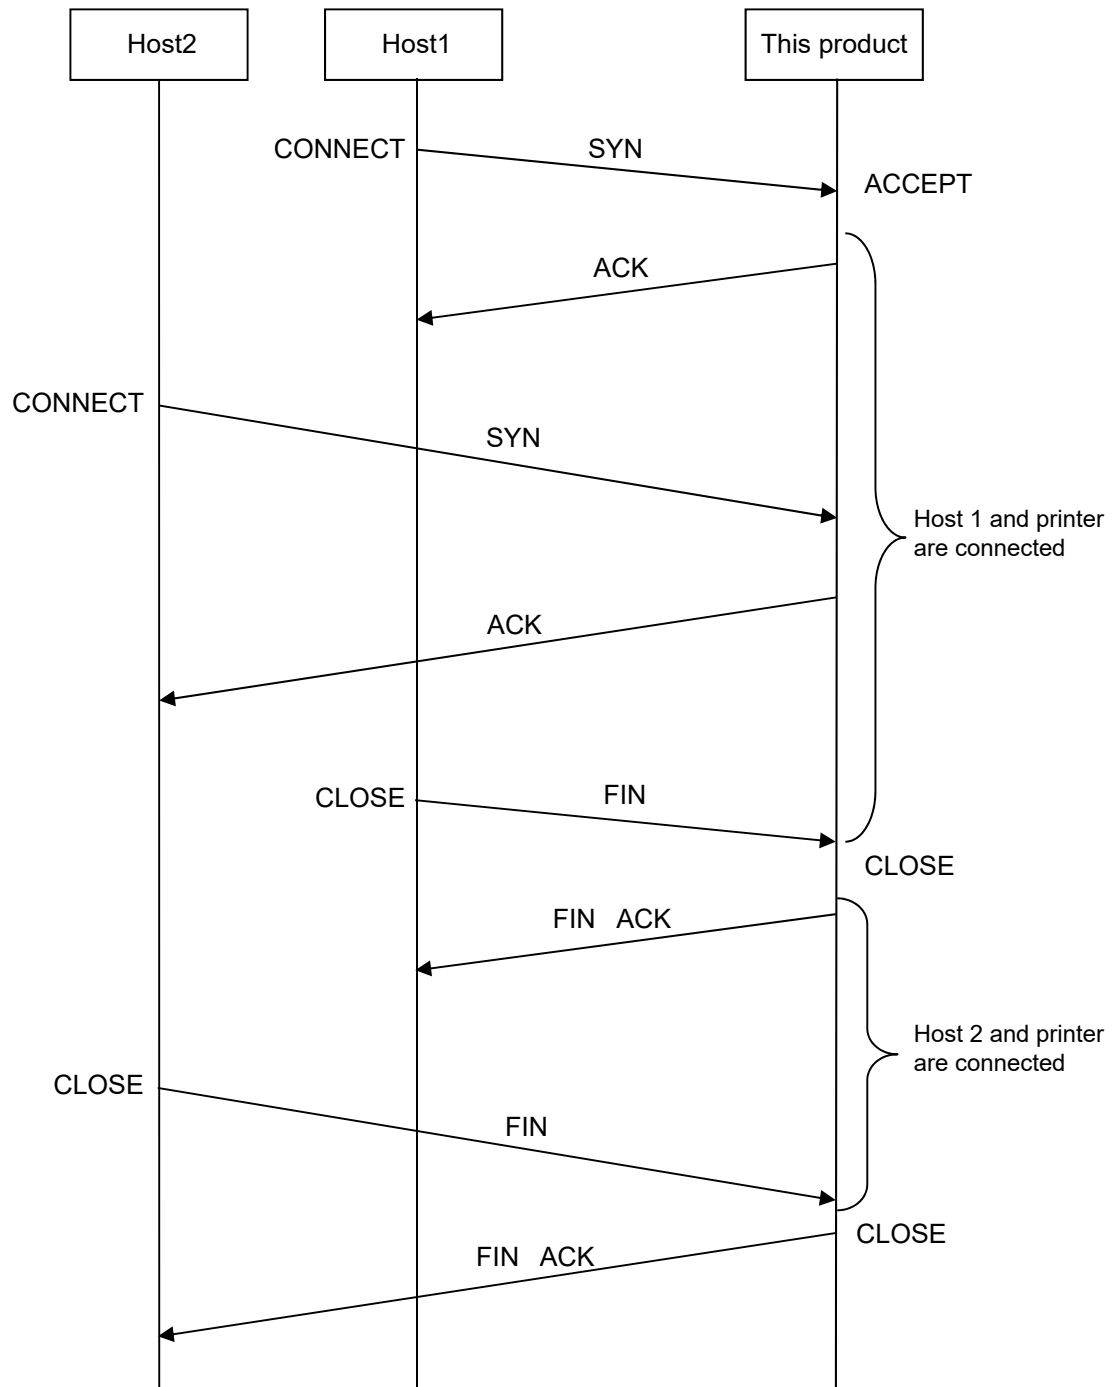 Host2
Host1
This product
CONNECT
SYN
ACCEPT
ACK
CONNECT
SYN
Host 1 and printer
are connected
ACK
CLOSE
FIN
CLOSE
FIN ACK
Host 2 and printer
are connected
CLOSE
FIN
CLOSE
FIN ACK